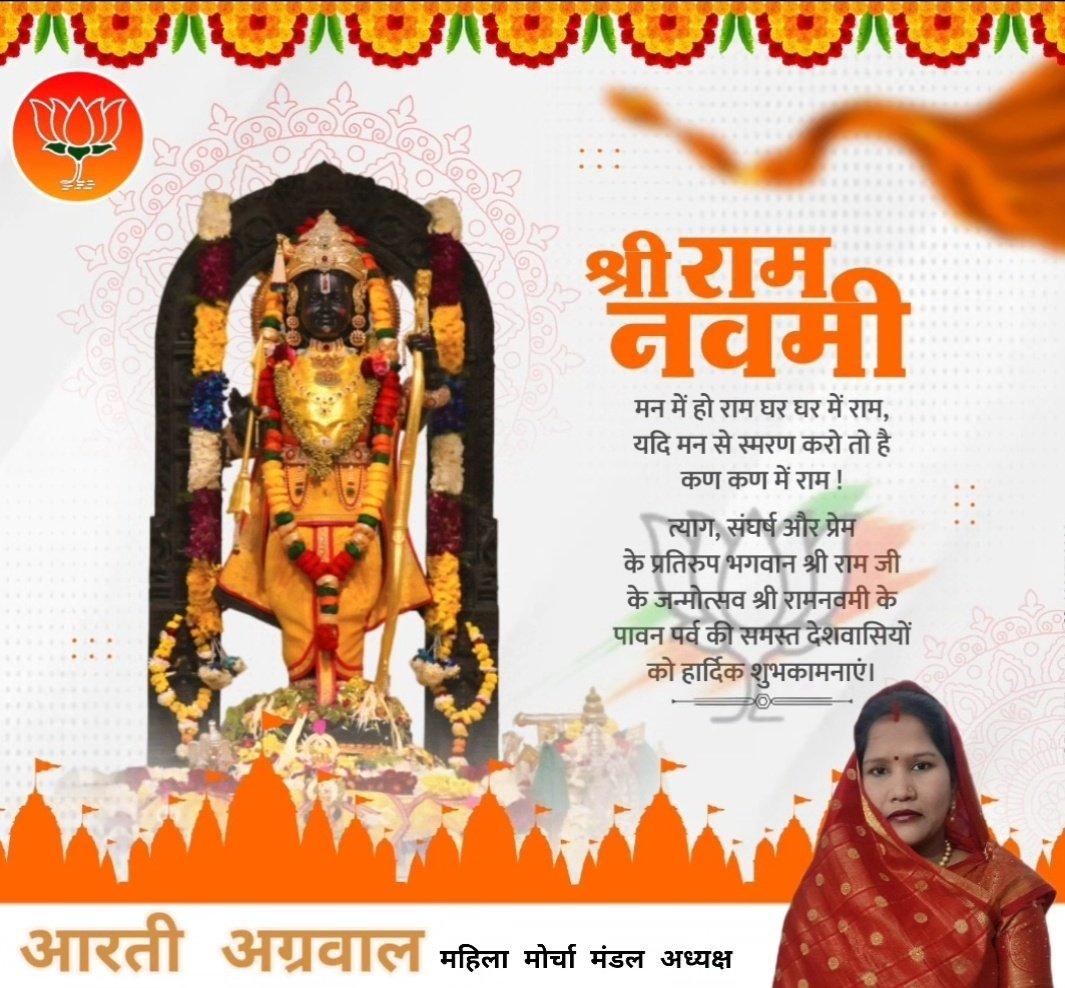 श्री राम
नवमी
मन में हो राम घर घर में राम,
यदि मन से स्मरण करो तो है
कण कण में राम !
त्याग, संघर्ष और प्रेम
के प्रतिरुप भगवान श्री राम जी
के जन्मोत्सव श्री रामनवमी के
पावन पर्व की समस्त देशवासियों
को हार्दिक शुभकामनाएं।
आरती अग्रवाल महिला मोर्चा मंडल अध्यक्ष